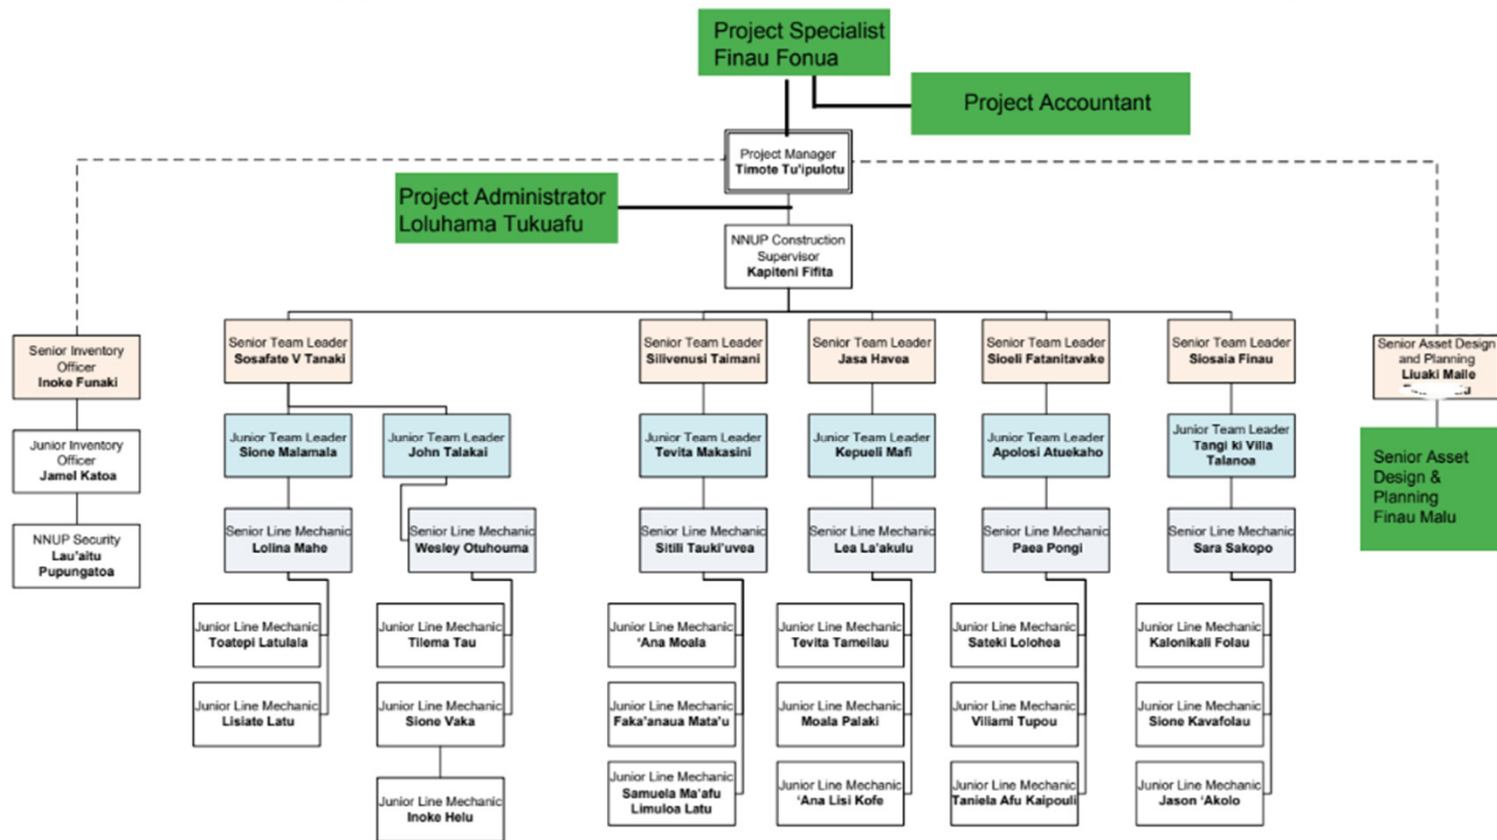 Project Specialist
Finau Fonua
Project Accountant
Project Manager
Timote Tu'ipulotu
Project Administrator
Loluhama Tukuafu
NNUP Construction
Supervisor
Kapiteni Fifita
Senior Inventory
Officer
Inoke Funaki
Senior Team Leader
Sosafate V Tanaki
Senior Team Leader
Silivenusi Taimani
Senior Team Leader
Jasa Havea
Senior Team Leader
Sioeli Fatanitavake
Senior Team Leader
Siosaia Finau
Senior Asset Design
and Planning
Liuaki Maile
Junior Inventory
Officer
Jamel Katoa
Junior Team Leader
Sione Malamala
Junior Team Leader
John Talakai
Junior Team Leader
Tevita Makasini
Junior Team Leader
Kepueli Mafi
Junior Team Leader
Apolosi Atuekaho
Junior Team Leader
Tangi ki Villa
Talanoa
Senior Asset
Design &
Planning
Finau Malu
NNUP Security
Lau'aitu
Pupungatoa
Senior Line Mechanic
Lolina Mahe
Senior Line Mechanic
Wesley Otuhouma
Senior Line Mechanic
Sitili Tauki'uvea
Senior Line Mechanic
Lea La'akulu
Senior Line Mechanic
Paea Pongi
Senior Line Mechanic
Sara Sakopo
Junior Line Mechanic
Toatepi Latulala
Junior Line Mechanic
Tilema Tau
Junior Line Mechanic
'Ana Moala
Junior Line Mechanic
Tevita Tameilau
Junior Line Mechanic
Sateki Lolohea
Junior Line Mechanic
Kalonikali Folau
Junior Line Mechanic
Lisiate Latu
Junior Line Mechanic
Sione Vaka
Junior Line Mechanic
Faka'anaua Mata'u
Junior Line Mechanic
Moala Palaki
Junior Line Mechanic
Viliami Tupou
Junior Line Mechanic
Sione Kavafolau
Junior Line Mechanic
Inoke Helu
Junior Line Mechanic
Samuela Ma'afu
Limuloa Latu
Junior Line Mechanic
'Ana Lisi Kofe
Junior Line Mechanic
Taniela Afu Kaipouli
Junior Line Mechanic
Jason 'Akolo